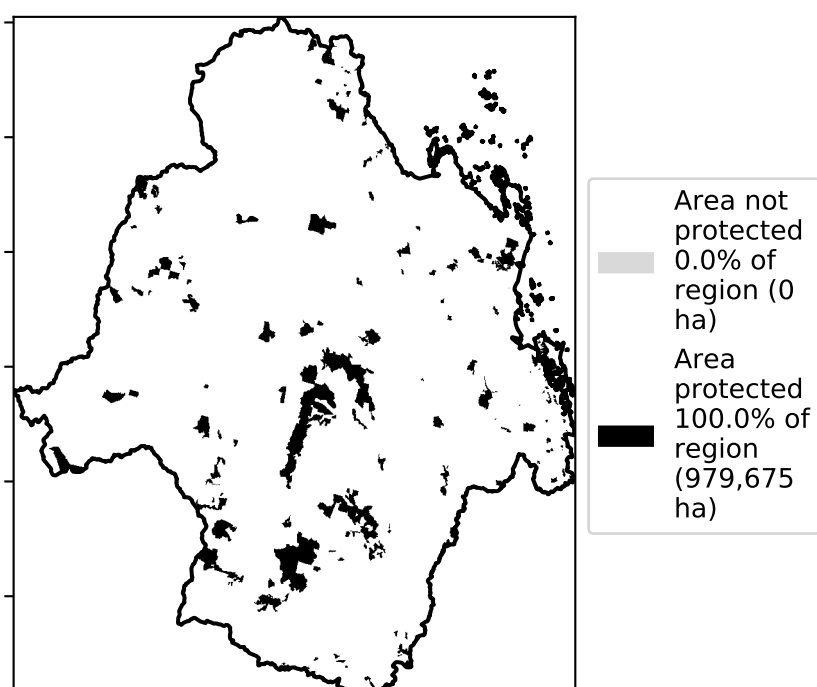 Area not
protected
0.0% of
region (0
ha)
Area
protected
100.0% of
region
(979,675
ha)